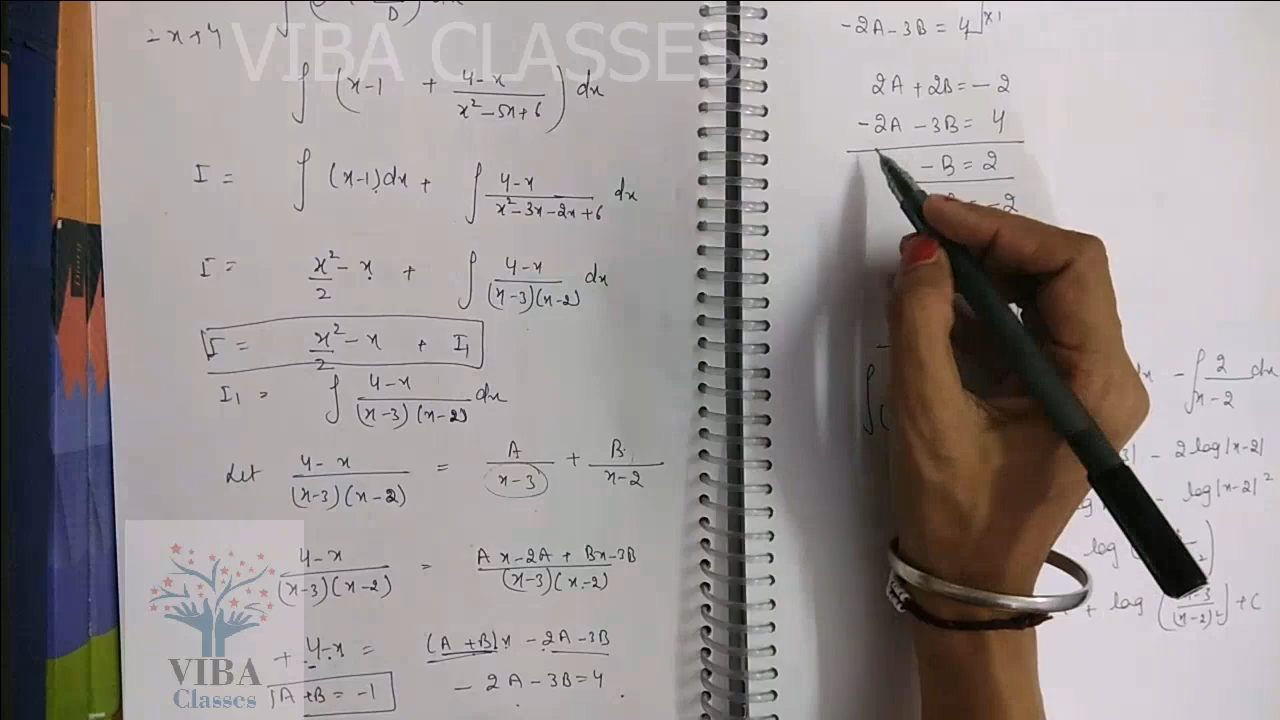 = x+4
VIBA CLASSES
∫ (x-1 + (4-x)/(x²-5x+6)) dx
I = ∫ (x-1)dx + ∫ (4-x)/(x²-3x-2x+6) dx
I = x²/2 - x + ∫ (4-x)/((x-3)(x-2)) dx
I = x²/2 - x + I₁
I₁ = ∫ (4-x)/((x-3)(x-2)) dx
Let (4-x)/((x-3)(x-2)) = A/(x-3) + B/(x-2)
(4-x)/((x-3)(x-2)) = (Ax-2A + Bx-3B)/((x-3)(x-2))
+ 4-x = (A+B)x - 2A-3B
A+B = -1
- 2A-3B=4
VIBA
Classes
-2A-3B = 4]x1
2A+2B=-2
-2A-3B= 4
-B = 2
= -2
- ∫ 2/(x-2) dx
- 2log|x-2|
- log|x-2|²
log
+ log ((x-3)/(x-2)²) + C